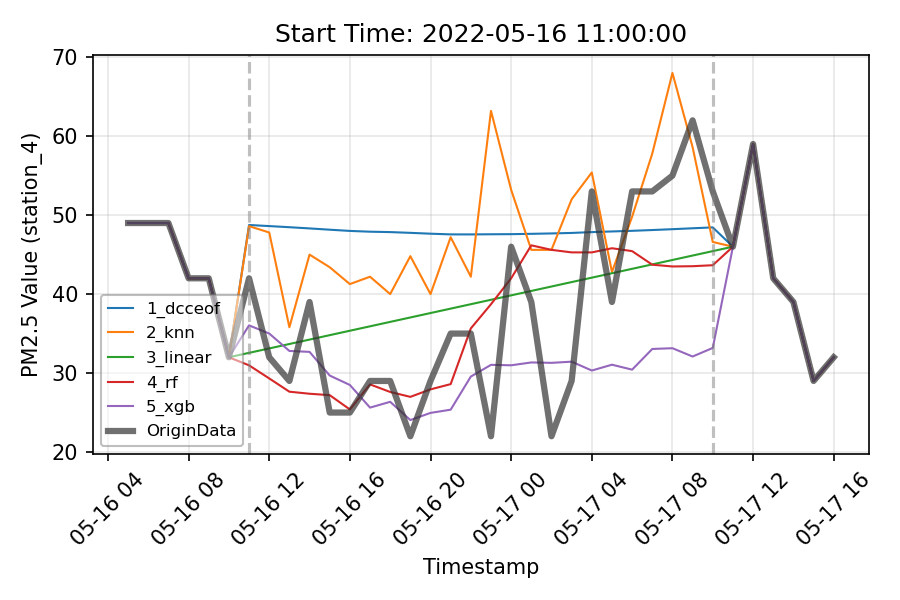 Start Time: 2022-05-16 11:00:00
PM2.5 Value (station_4)
70
60
50
40
30
20
1_dcceof
2_knn
3_linear
4_rf
5_xgb
OriginData
05-16 04
05-16 08
05-16 12
05-16 16
05-16 20
05-17 00
05-17 04
05-17 08
05-17 12
05-17 16
Timestamp